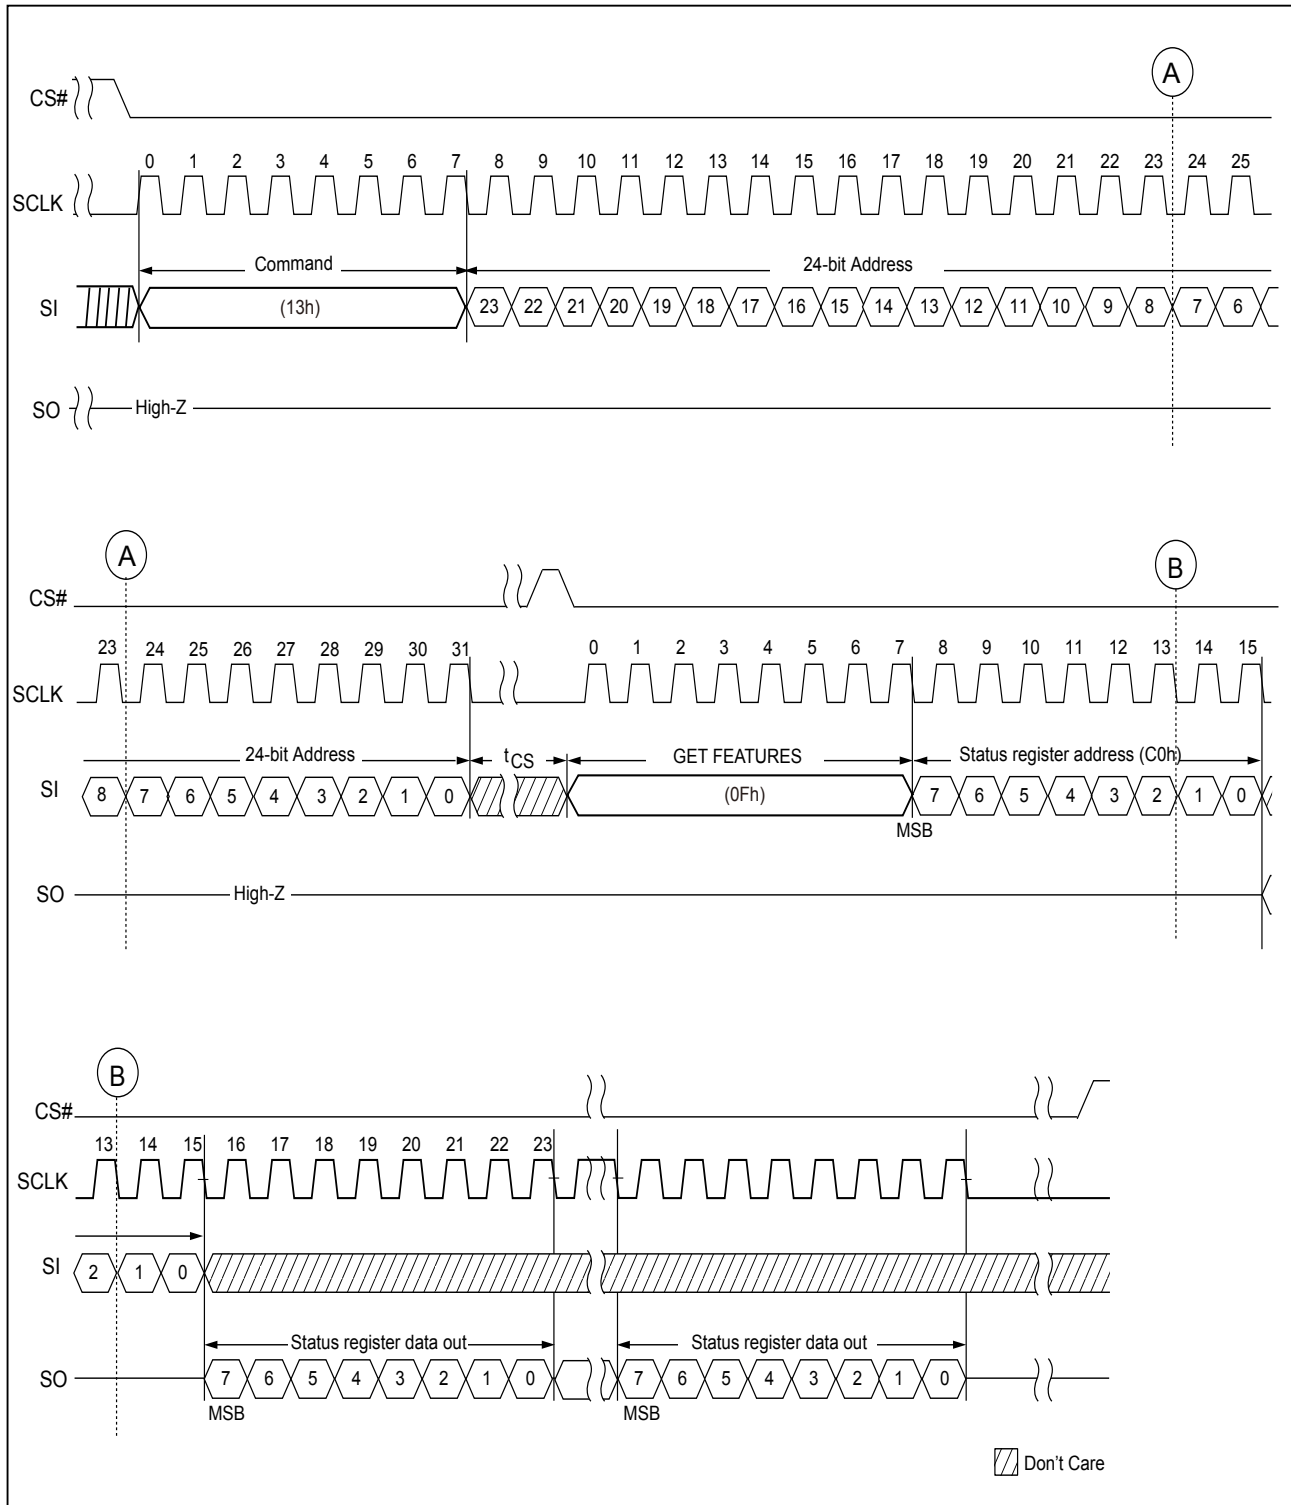 A
CS#
0 1 2 3 4 5 6 7 8 9 10 11 12 13 14 15 16 17 18 19 20 21 22 23 24 25
SCLK
Command 24-bit Address
SI (13h) 23 22 21 20 19 18 17 16 15 14 13 12 11 10 9 8 7 6
SO High-Z
A B
CS#
23 24 25 26 27 28 29 30 31 0 1 2 3 4 5 6 7 8 9 10 11 12 13 14 15
SCLK
24-bit Address tCS GET FEATURES Status register address (C0h)
SI 8 7 6 5 4 3 2 1 0 (0Fh) 7 6 5 4 3 2 1 0
MSB
SO High-Z
B
CS#
13 14 15 16 17 18 19 20 21 22 23
SCLK
SI 2 1 0
Status register data out Status register data out
SO 7 6 5 4 3 2 1 0 7 6 5 4 3 2 1 0
MSB MSB
Don't Care